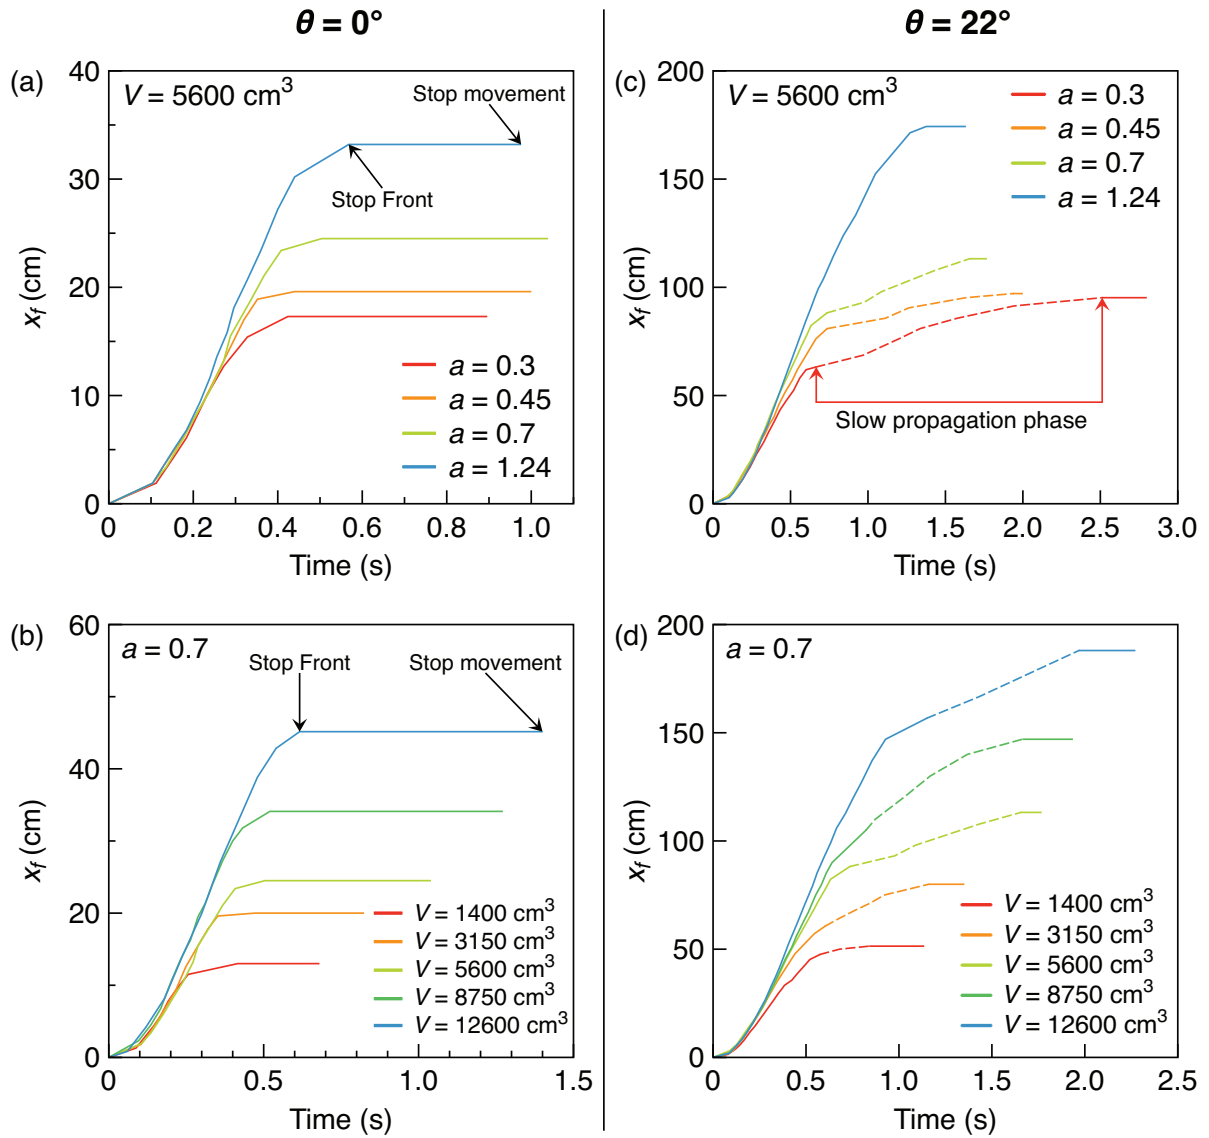 θ = 0°
θ = 22°
(a)
V = 5600 cm³
Stop movement
Stop Front
a = 0.3
a = 0.45
a = 0.7
a = 1.24
40
30
20
10
0
x_f (cm)
0 0.2 0.4 0.6 0.8 1.0
Time (s)
(c)
V = 5600 cm³
a = 0.3
a = 0.45
a = 0.7
a = 1.24
Slow propagation phase
200
150
100
50
0
x_f (cm)
0 0.5 1.0 1.5 2.0 2.5 3.0
Time (s)
(b)
a = 0.7
Stop Front
Stop movement
V = 1400 cm³
V = 3150 cm³
V = 5600 cm³
V = 8750 cm³
V = 12600 cm³
60
40
20
0
x_f (cm)
0 0.5 1.0 1.5
Time (s)
(d)
a = 0.7
V = 1400 cm³
V = 3150 cm³
V = 5600 cm³
V = 8750 cm³
V = 12600 cm³
200
150
100
50
0
x_f (cm)
0 0.5 1.0 1.5 2.0 2.5
Time (s)